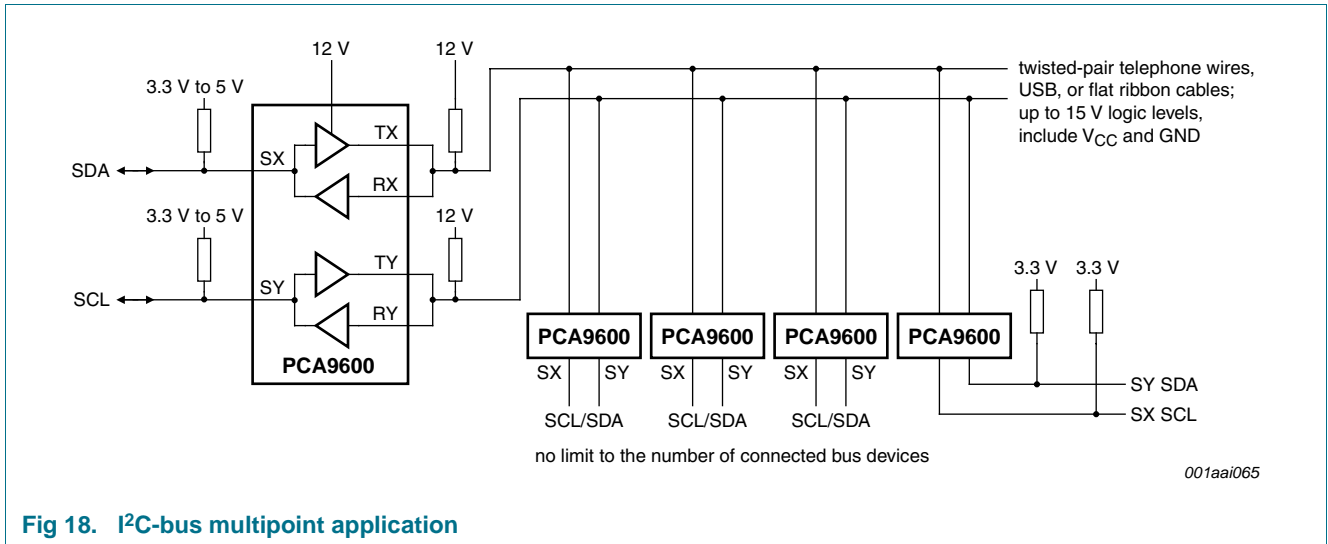 12 V
12 V
3.3 V to 5 V
TX
SX
SDA
RX
3.3 V to 5 V
12 V
TY
SY
SCL
RY
PCA9600
twisted-pair telephone wires,
USB, or flat ribbon cables;
up to 15 V logic levels,
include VCC and GND
3.3 V 3.3 V
PCA9600 PCA9600 PCA9600 PCA9600
SX SY SX SY SX SY
SY SDA
SX SCL
SCL/SDA SCL/SDA SCL/SDA
no limit to the number of connected bus devices
001aai065
Fig 18. I²C-bus multipoint application